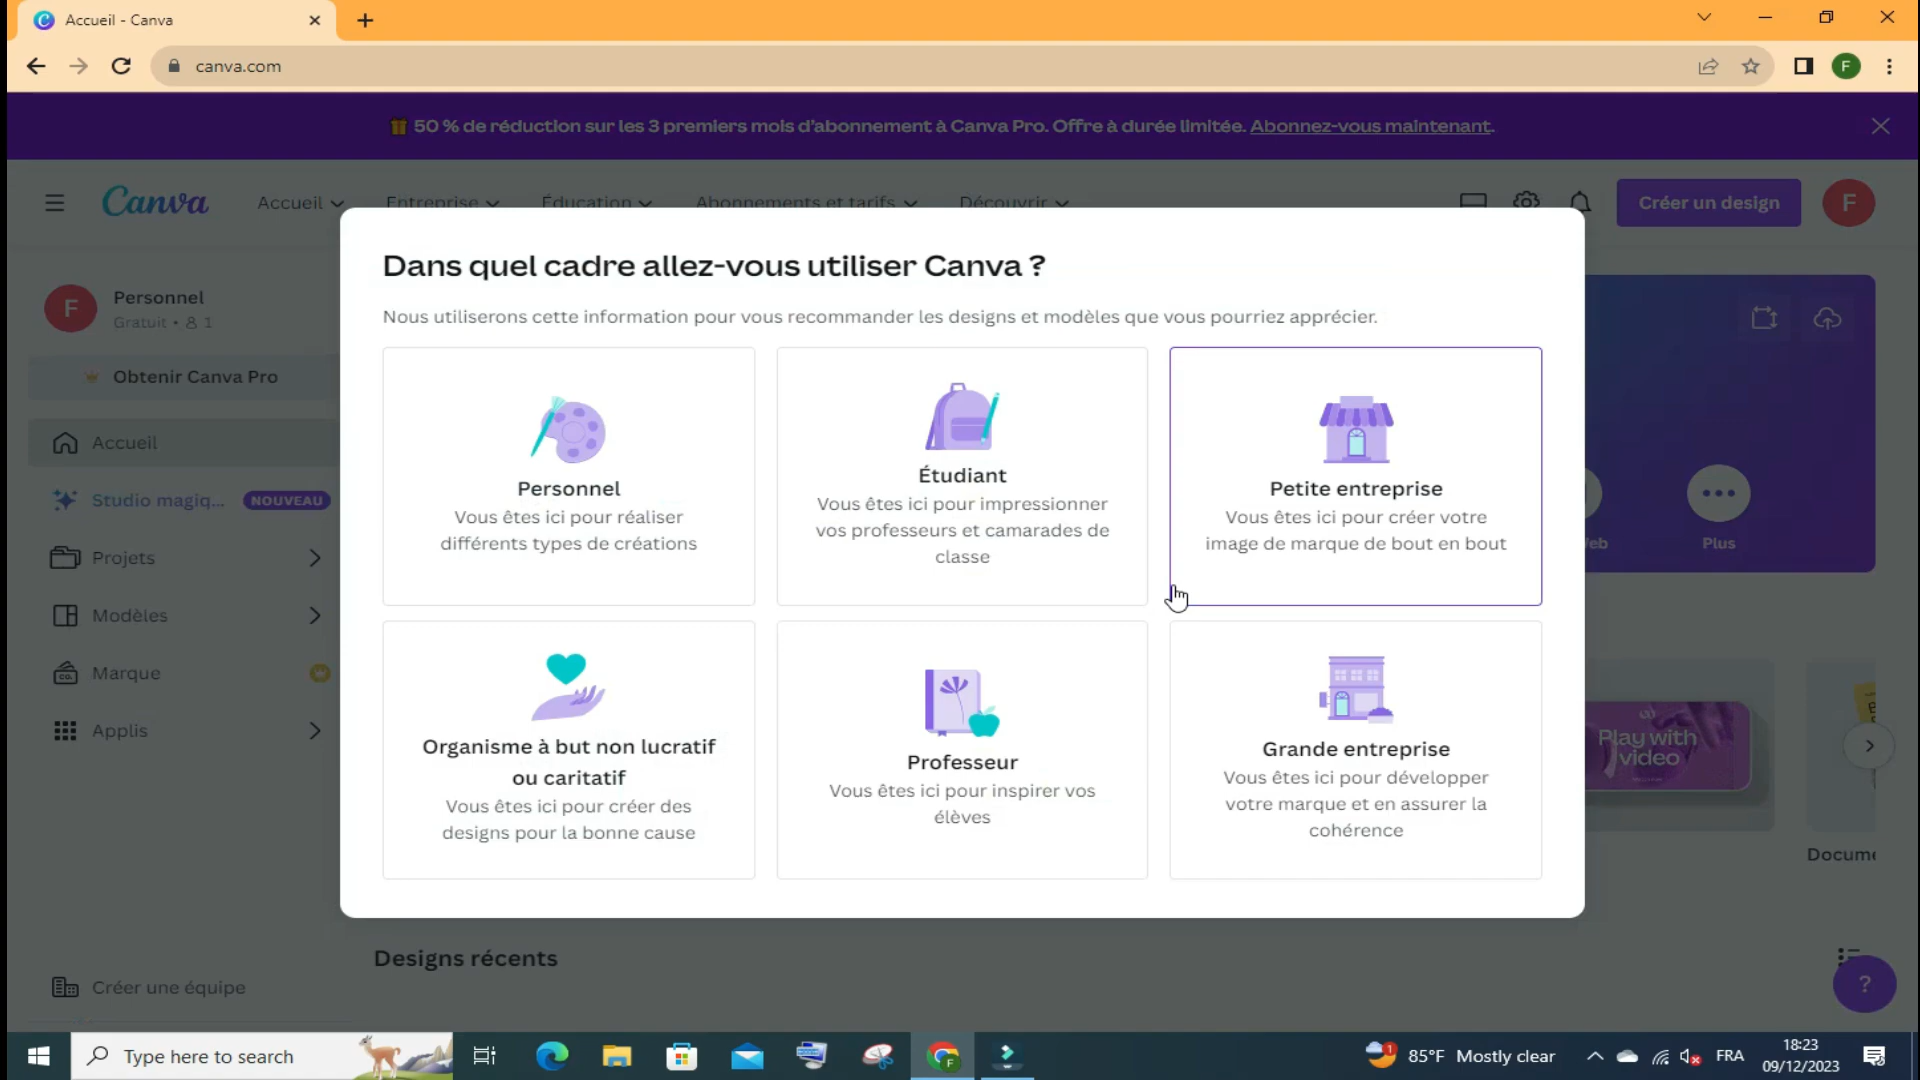 Accueil - Canva
canva.com
50 % de réduction sur les 3 premiers mois d'abonnement à Canva Pro. Offre à durée limitée. Abonnez-vous maintenant.
Canva
Accueil
Entreprise
Éducation
Abonnements et tarifs
Découvrir
Créer un design
F
F
Personnel
Gratuit • 1
Obtenir Canva Pro
Accueil
Studio magiq... NOUVEAU
Projets
Modèles
Marque
Applis
Créer une équipe
Dans quel cadre allez-vous utiliser Canva ?
Nous utiliserons cette information pour vous recommander les designs et modèles que vous pourriez apprécier.
Personnel
Vous êtes ici pour réaliser
différents types de créations
Étudiant
Vous êtes ici pour impressionner
vos professeurs et camarades de
classe
Petite entreprise
Vous êtes ici pour créer votre
image de marque de bout en bout
Organisme à but non lucratif
ou caritatif
Vous êtes ici pour créer des
designs pour la bonne cause
Professeur
Vous êtes ici pour inspirer vos
élèves
Grande entreprise
Vous êtes ici pour développer
votre marque et en assurer la
cohérence
Plus
Play with
video
Designs récents
?
Type here to search
85°F Mostly clear
FRA
18:23
09/12/2023